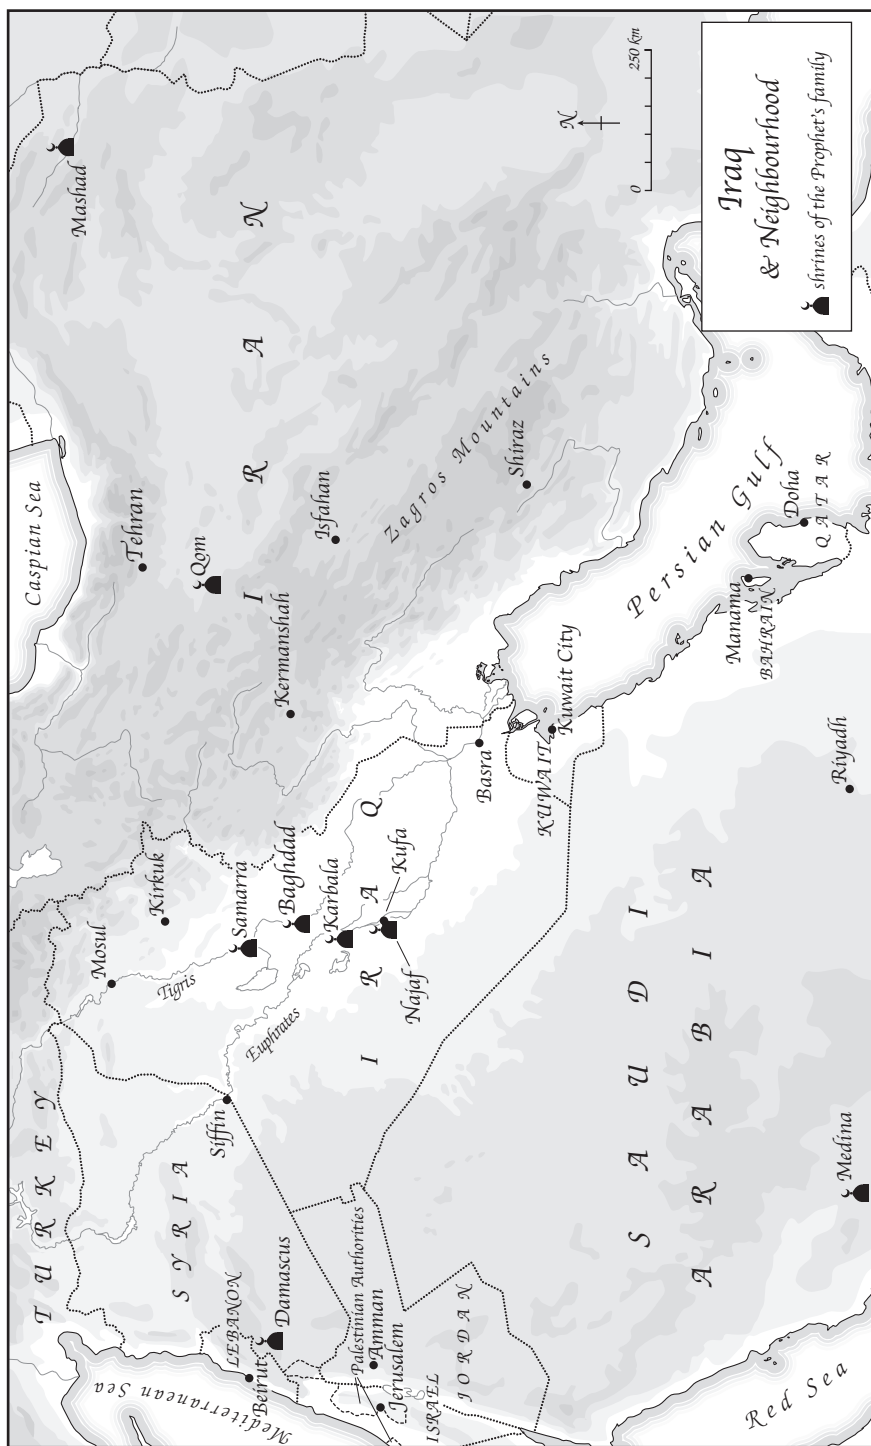 Iraq
& Neighbourhood
shrines of the Prophet's family
0
250 km
N
TURKEY
Caspian Sea
Mashad
Mosul
Kirkuk
Tehran
SYRIA
Tigris
Siffin
Samarra
Qom
IRAN
Mediterranean Sea
LEBANON
Beirut
Damascus
Euphrates
Baghdad
Kermanshah
Karbala
Isfahan
Palestinian Authorities
Amman
Jerusalem
IRAQ
Kufa
Najaf
Zagros Mountains
ISRAEL
JORDAN
Basra
Shiraz
KUWAIT
Kuwait City
Persian Gulf
SAUDI
ARABIA
Manama
BAHRAIN
Doha
QATAR
Red Sea
Medina
Riyadh